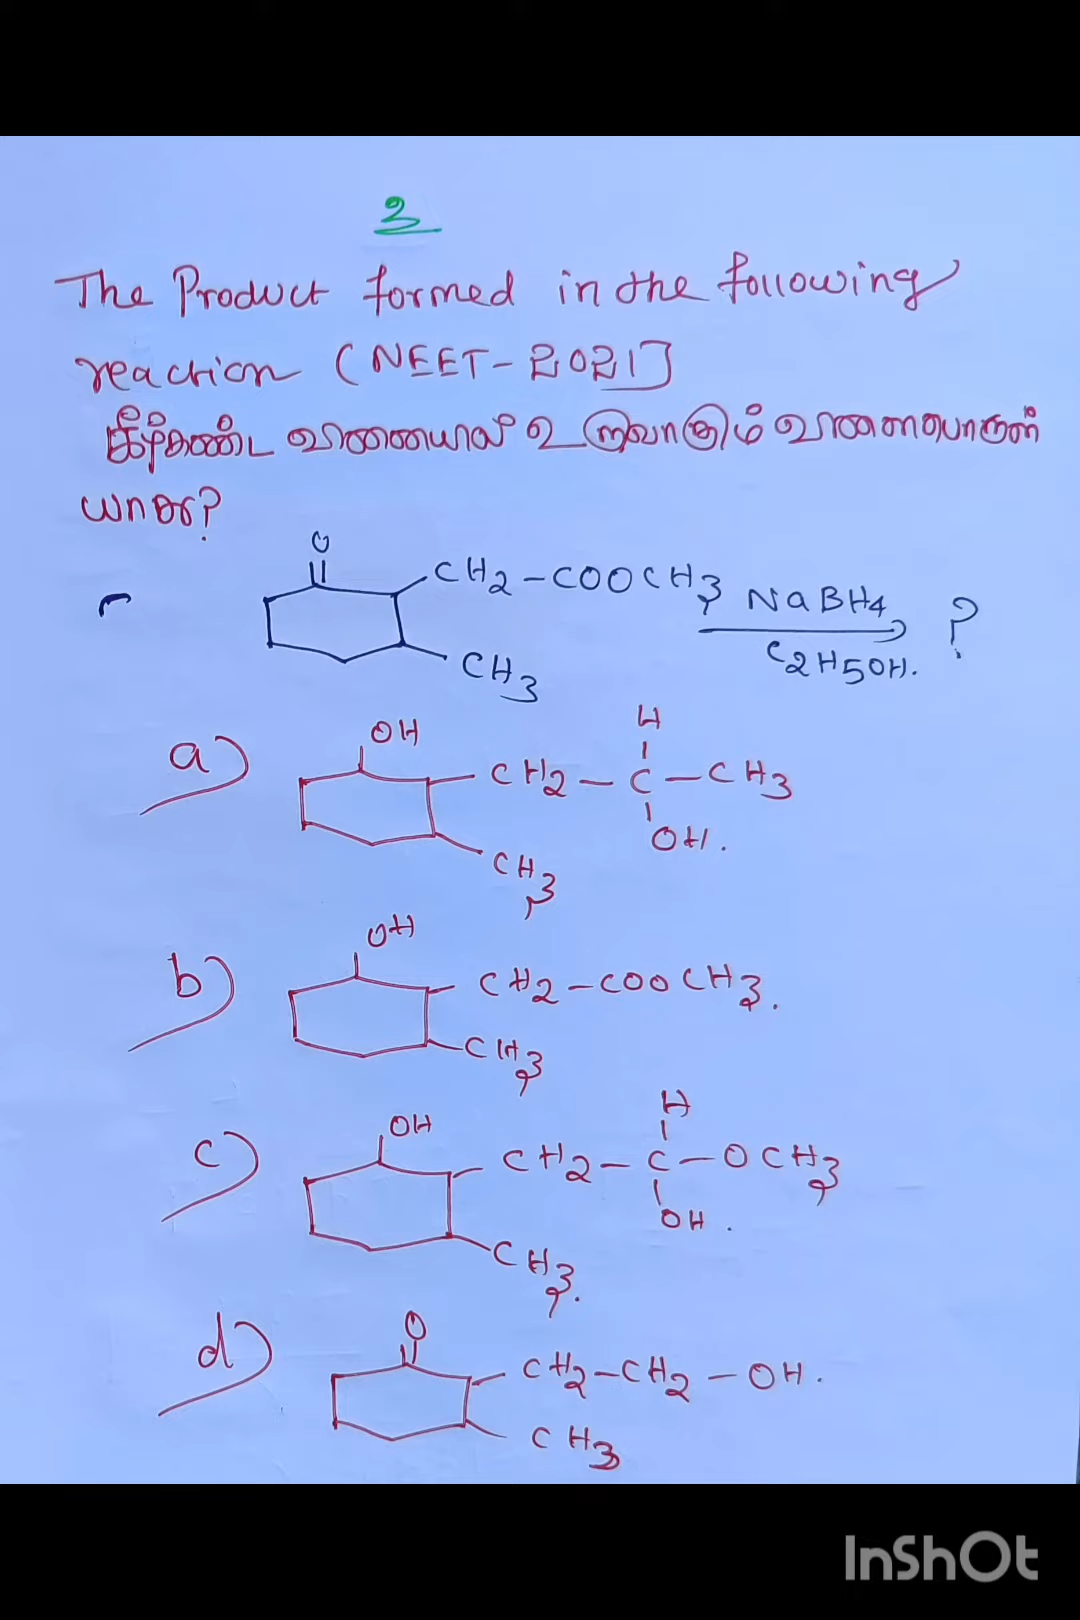 2
The Product formed in the following
reaction (NEET-2021]
கீழ்கண்ட வினையால் உருவாகும் வினைபொருள்
யாது?
O
CH2-COOCH3 NaBH4
C2H5OH. ?
CH3
a) OH H
CH2-C-CH3
OH.
CH3
b) OH
CH2-COOCH3.
CH3
c) OH H
CH2-C-OCH3
OH.
CH3.
d) O
CH2-CH2-OH.
CH3
InShOt